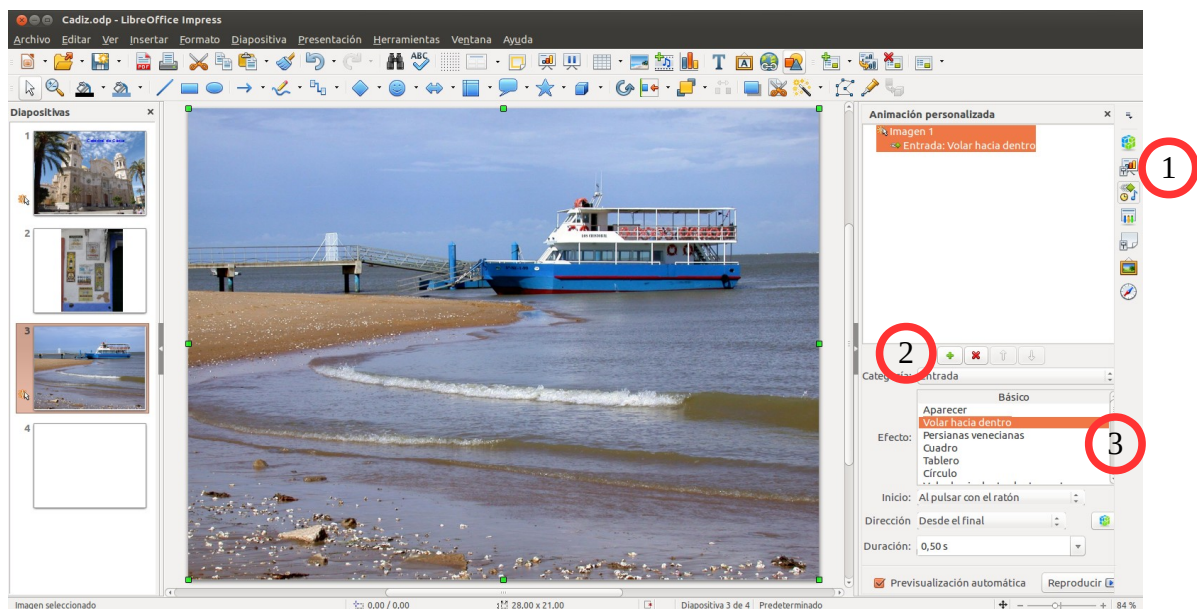 Cadiz.odp - LibreOffice Impress
Archivo Editar Ver Insertar Formato Diapositiva Presentación Herramientas Ventana Ayuda
ABC
T A
Diapositivas
Animación personalizada
1
2
3
4
Imagen 1
Entrada: Volar hacia dentro
1
2
Categoría: Entrada
Básico
Aparecer
Volar hacia dentro
Efecto: Persianas venecianas
Cuadro
Tablero
Círculo
3
Inicio: Al pulsar con el ratón
Dirección Desde el final
Duración: 0,50 s
Previsualización automática Reproducir
Imagen seleccionado 0,00 / 0,00 28,00 x 21,00 Diapositiva 3 de 4 Predeterminado 84 %